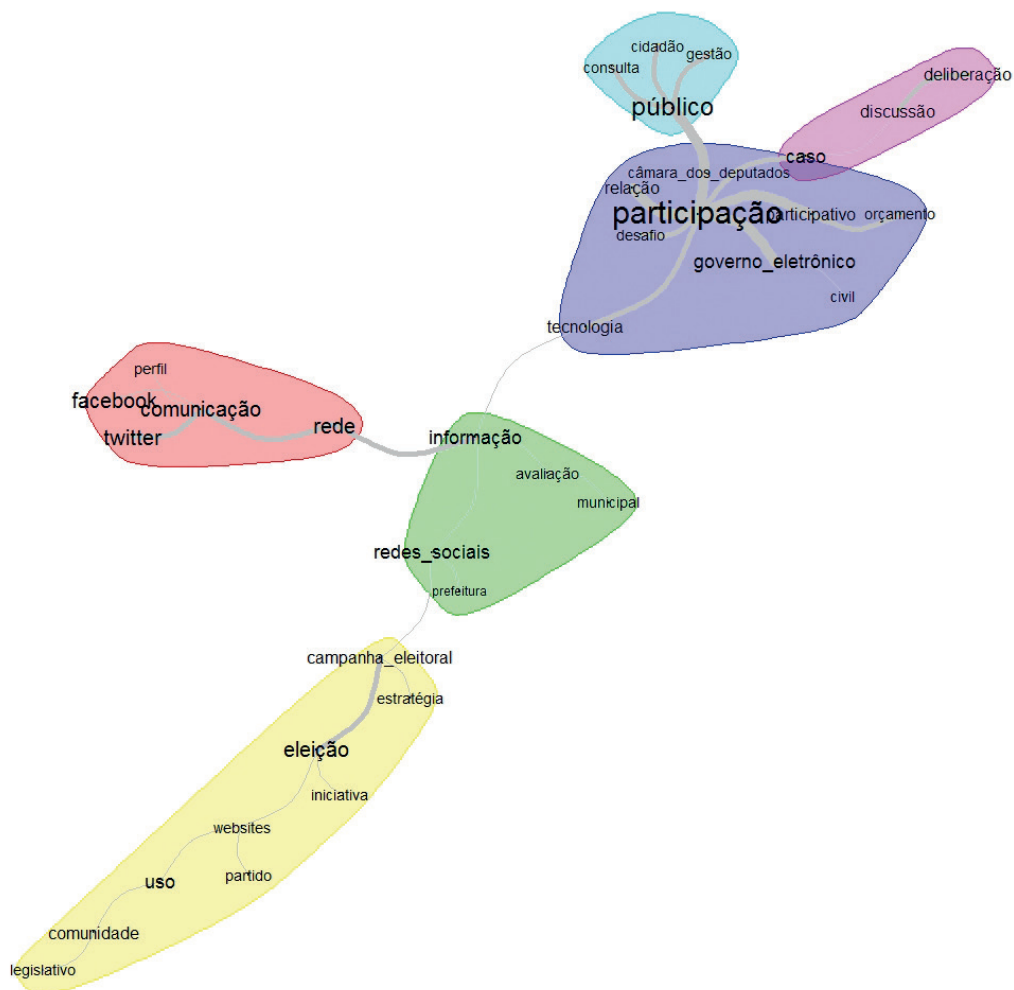 cidadão
consulta
gestão
público
deliberação
discussão
caso
câmara_dos_deputados
relação
participação
participativo
orçamento
desafio
governo_eletrônico
civil
tecnologia
perfil
facebook
comunicação
twitter
rede
informação
avaliação
municipal
redes_sociais
prefeitura
campanha_eleitoral
estratégia
eleição
iniciativa
websites
partido
uso
comunidade
legislativo